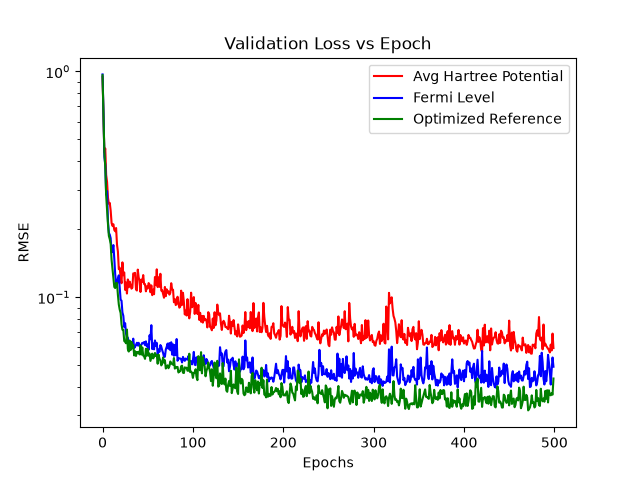 Validation Loss vs Epoch
Avg Hartree Potential
Fermi Level
Optimized Reference
RMSE
10⁰
10⁻¹
0 100 200 300 400 500
Epochs